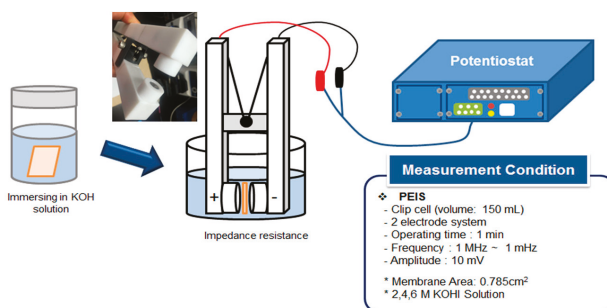 Immersing in KOH
solution
+
-
Impedance resistance
Potentiostat
Measurement Condition
❖ PEIS
- Clip cell (volume: 150 mL)
- 2 electrode system
- Operating time : 1 min
- Frequency : 1 MHz ~ 1 mHz
- Amplitude : 10 mV
* Membrane Area: 0.785cm²
* 2,4,6 M KOHl Solution